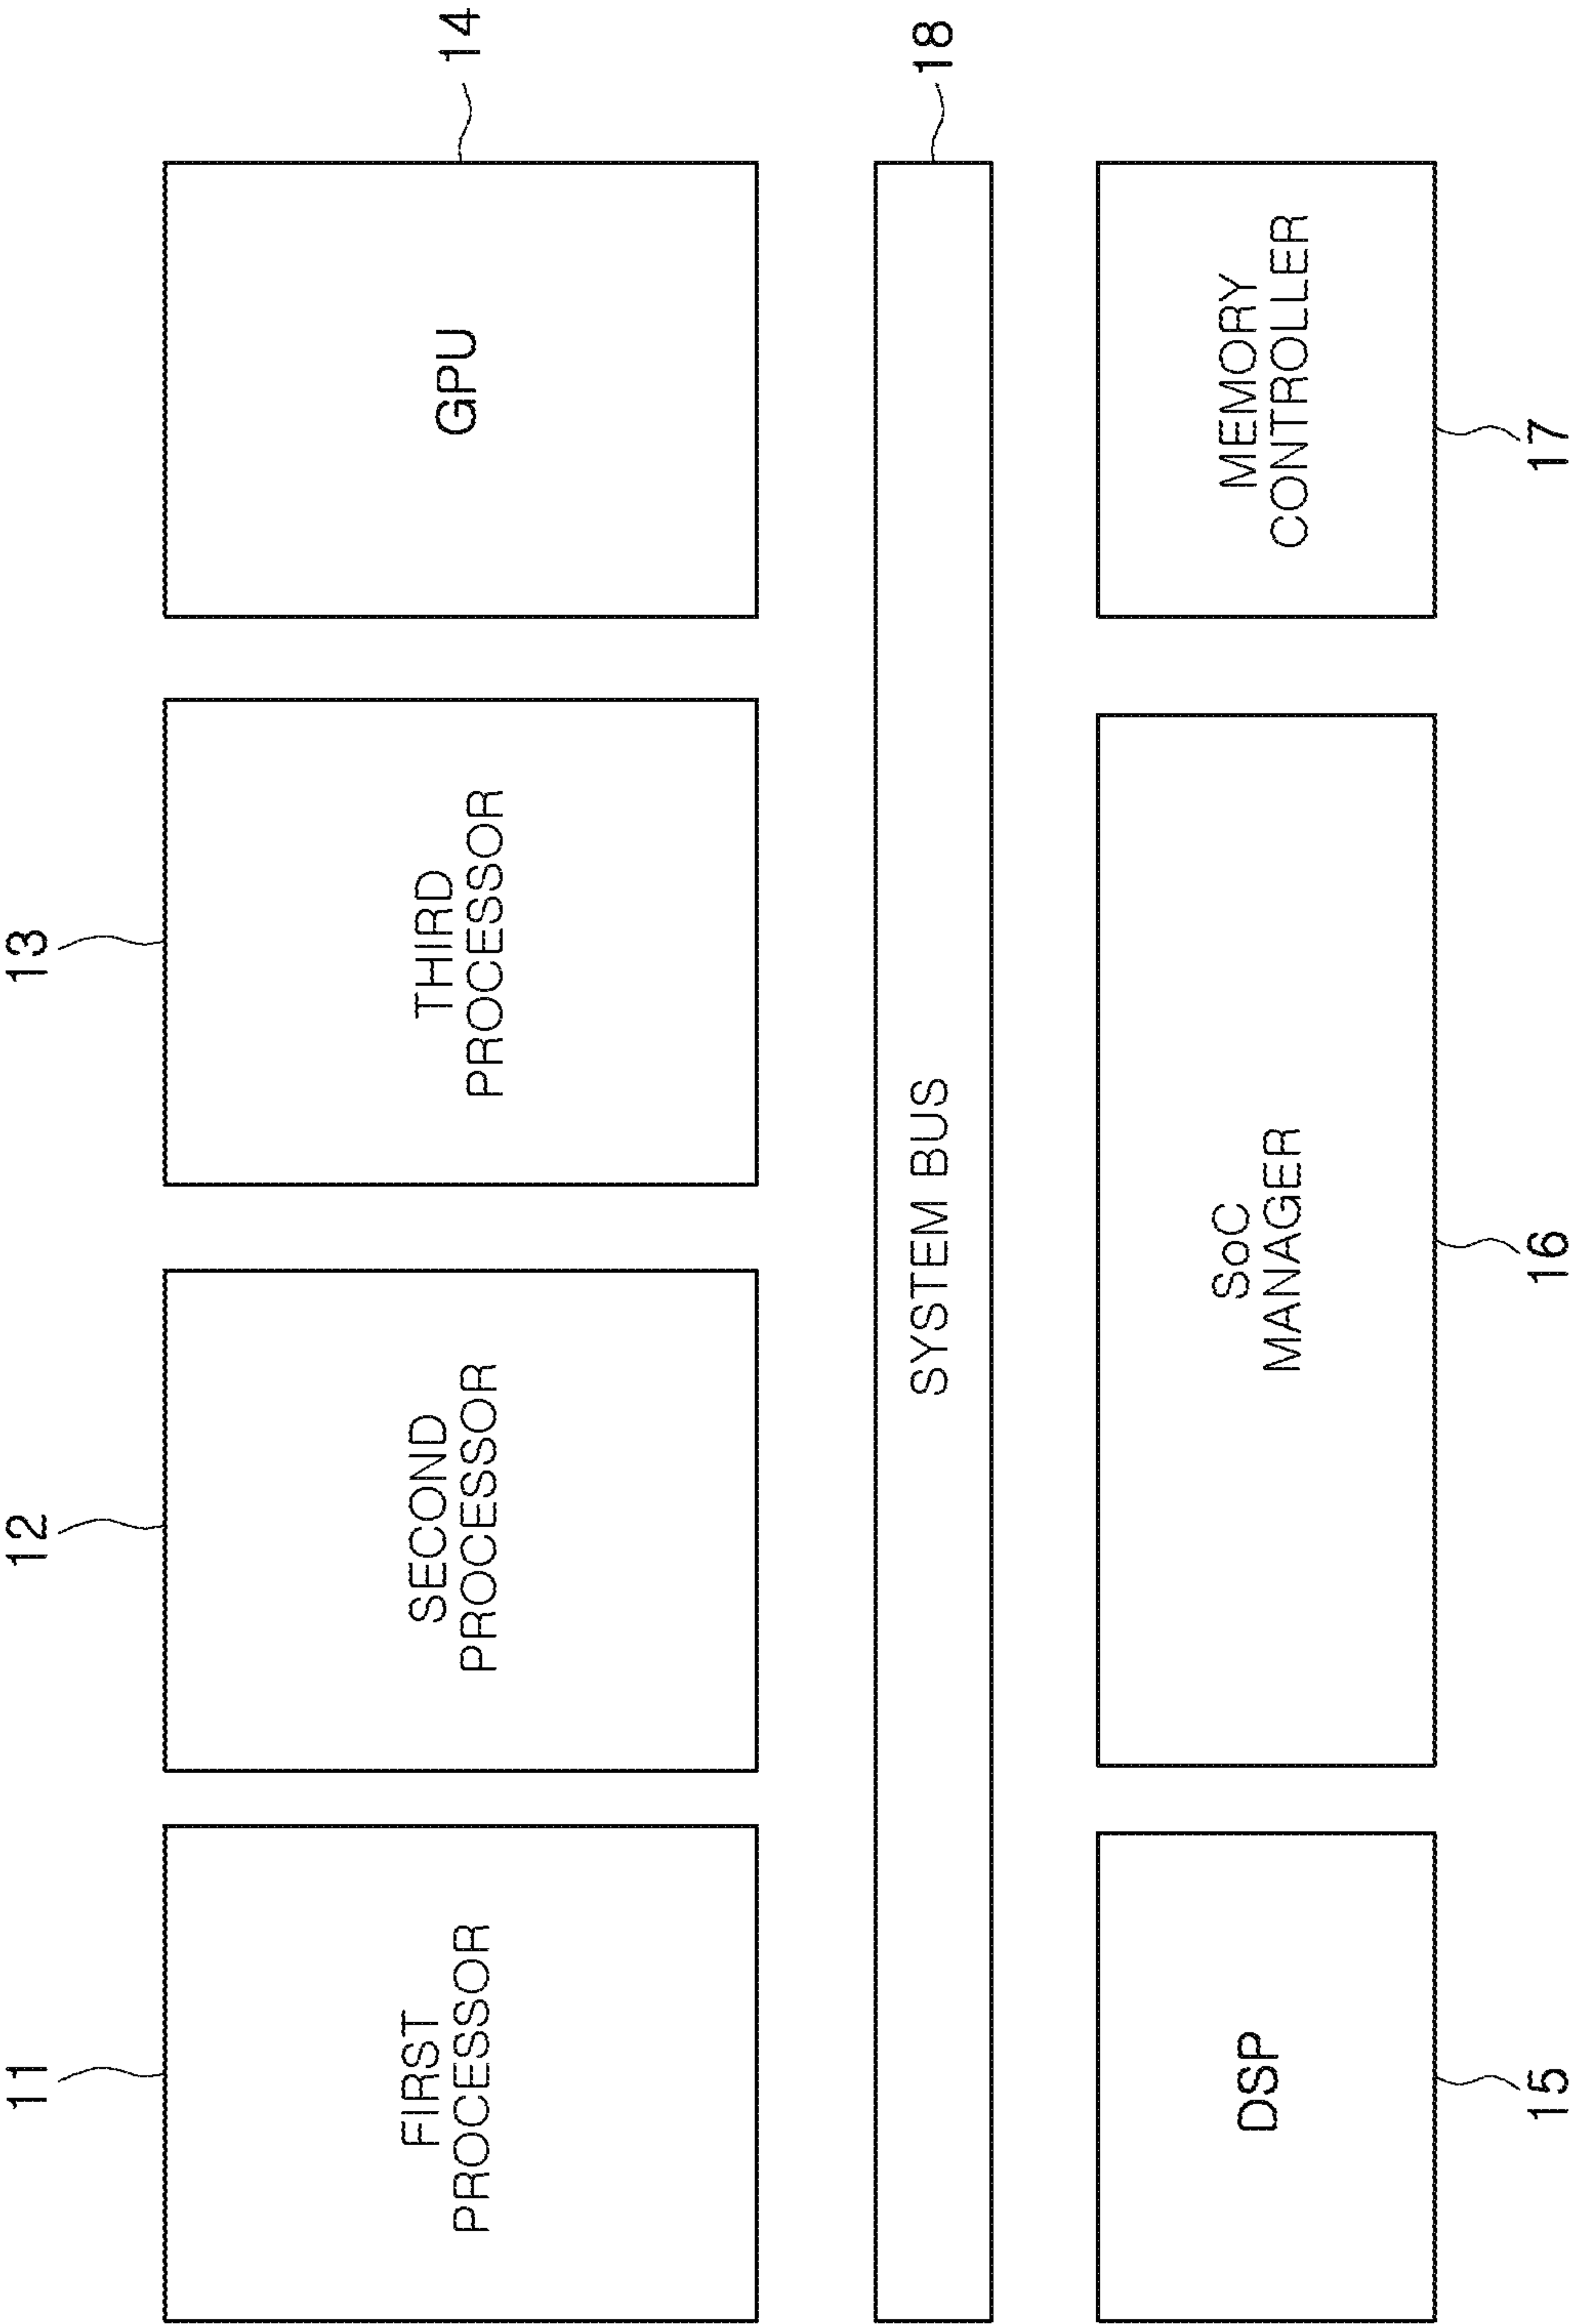 11
12
13
FIRST
PROCESSOR
SECOND
PROCESSOR
THIRD
PROCESSOR
GPU
14
SYSTEM BUS
18
DSP
SoC
MANAGER
MEMORY
CONTROLLER
15
16
17